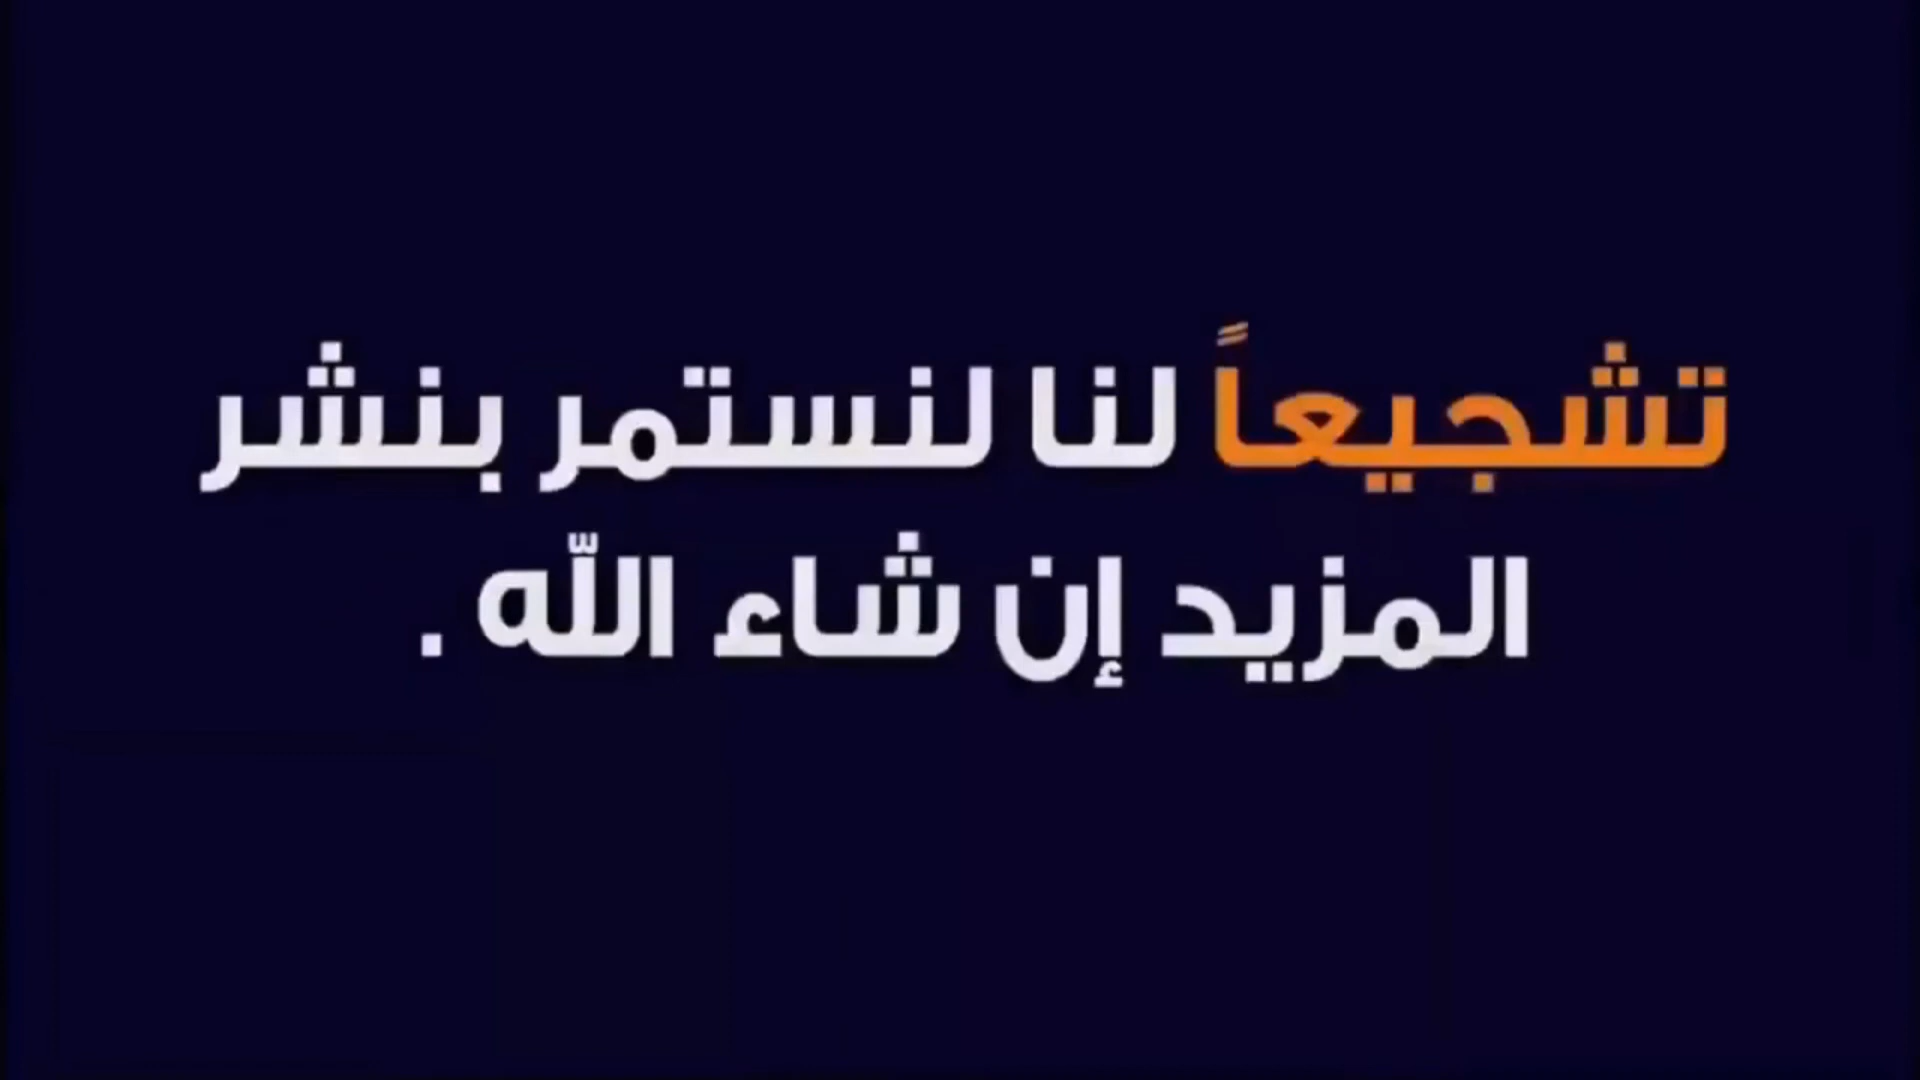 تشجيعاً لنا لنستمر بنشر
المزيد إن شاء اللّه .